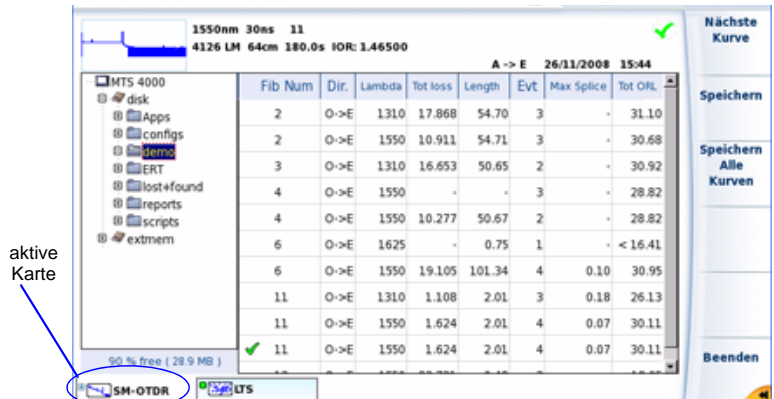 1550nm 30ns 11
4126 LM 64cm 180.0s IOR: 1.46500
A -> E 26/11/2008 15:44
MTS 4000
disk
Apps
configs
demo
ERT
lost+found
reports
scripts
extmem
90 % free ( 28.9 MB )
Fib Num Dir. Lambda Tot loss Length Evt Max Splice Tot ORL
2 O->E 1310 17.868 54.70 3 - 31.10
2 O->E 1550 10.911 54.71 3 - 30.68
3 O->E 1310 16.653 50.65 2 - 30.92
4 O->E 1550 - - 3 - 28.82
4 O->E 1550 10.277 50.67 2 - 28.82
6 O->E 1625 - 0.75 1 - < 16.41
6 O->E 1550 19.105 101.34 4 0.10 30.95
11 O->E 1310 1.108 2.01 3 0.18 26.13
11 O->E 1550 1.624 2.01 4 0.07 30.11
11 O->E 1550 1.624 2.01 4 0.07 30.11
Nächste
Kurve
Speichern
Speichern
Alle
Kurven
Beenden
aktive
Karte
SM-OTDR
LTS